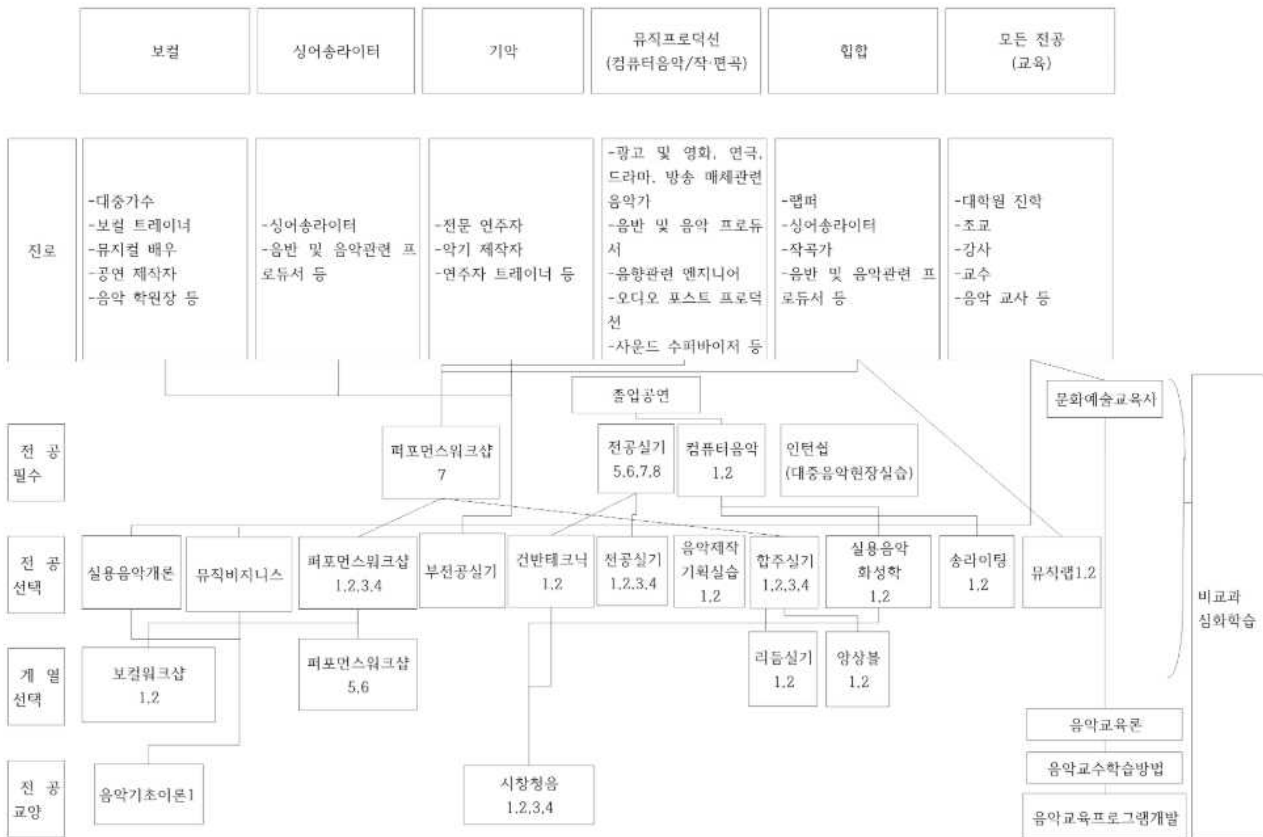 보컬
싱어송라이터
기악
뮤직프로덕션
(컴퓨터음악/작·편곡)
힙합
모든 전공
(교육)
진로
-대중가수
-보컬 트레이너
-뮤지컬 배우
-공연 제작자
-음악 학원장 등
-싱어송라이터
-음반 및 음악관련 프
로듀서 등
-전문 연주자
-악기 제작자
-연주자 트레이너 등
-광고 및 영화, 연극,
드라마, 방송 매체관련
음악가
-음반 및 음악 프로듀
서
-음향관련 엔지니어
-오디오 포스트 프로덕
션
-사운드 수퍼바이저 등
-랩퍼
-싱어송라이터
-작곡가
-음반 및 음악관련 프
로듀서 등
-대학원 진학
-조교
-강사
-교수
-음악 교사 등
졸업공연
문화예술교육사
전 공
필수
퍼포먼스워크샵
7
전공실기
5,6,7,8
컴퓨터음악
1,2
인턴쉽
(대중음악현장실습)
전 공
선택
실용음악개론
뮤직비지니스
퍼포먼스워크샵
1,2,3,4
부전공실기
건반테크닉
1,2
전공실기
1,2,3,4
음악제작
기획실습
1,2
합주실기
1,2,3,4
실용음악
화성학
1,2
송라이팅
1,2
뮤직랩1,2
비교과
심화학습
계 열
선택
보컬워크샵
1,2
퍼포먼스워크샵
5,6
리듬실기
1,2
앙상블
1,2
음악교육론
전 공
교양
음악기초이론1
시창청음
1,2,3,4
음악교수학습방법
음악교육프로그램개발